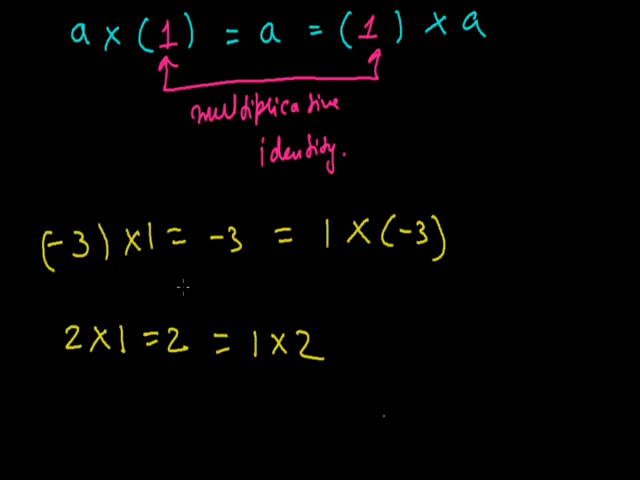 a × (1) = a = (1) × a
multiplicative
identity.
(-3) × 1 = -3 = 1 × (-3)
2 × 1 = 2 = 1 × 2